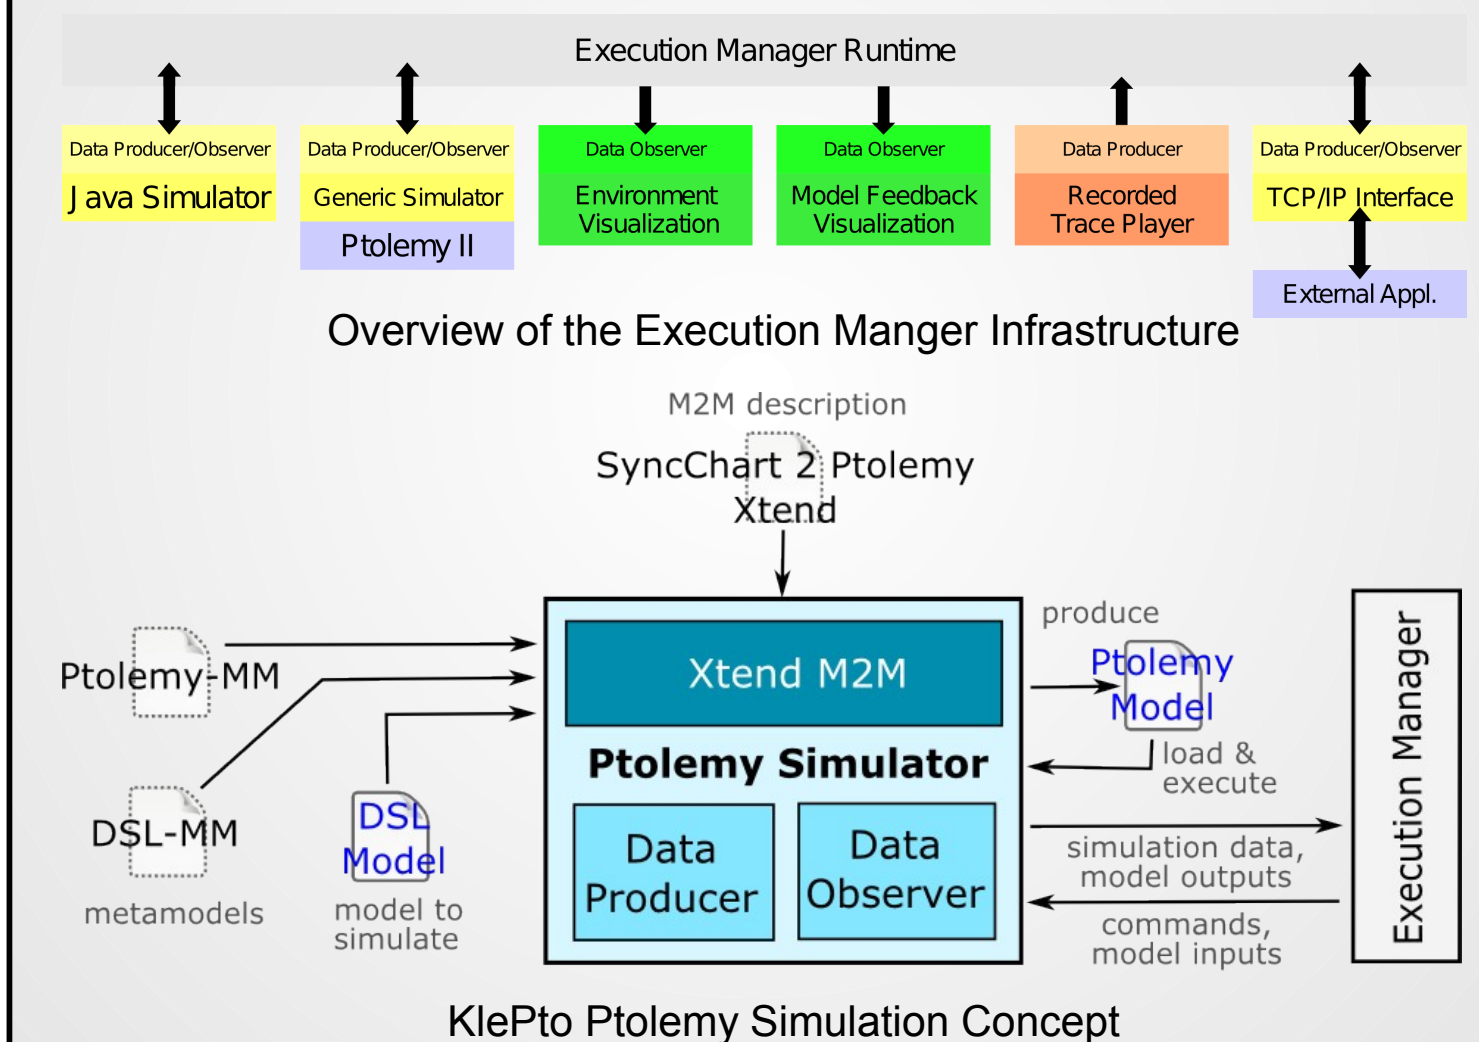 Execution Manager Runtime
Data Producer/Observer
Java Simulator
Data Producer/Observer
Generic Simulator
Ptolemy II
Data Observer
Environment
Visualization
Data Observer
Model Feedback
Visualization
Data Producer
Recorded
Trace Player
Data Producer/Observer
TCP/IP Interface
External Appl.
Overview of the Execution Manger Infrastructure
M2M description
SyncChart 2 Ptolemy
Xtend
Ptolemy-MM
DSL-MM
metamodels
DSL
Model
model to
simulate
Xtend M2M
Ptolemy Simulator
Data
Producer
Data
Observer
produce
Ptolemy
Model
load &
execute
simulation data,
model outputs
commands,
model inputs
Execution Manager
KlePto Ptolemy Simulation Concept